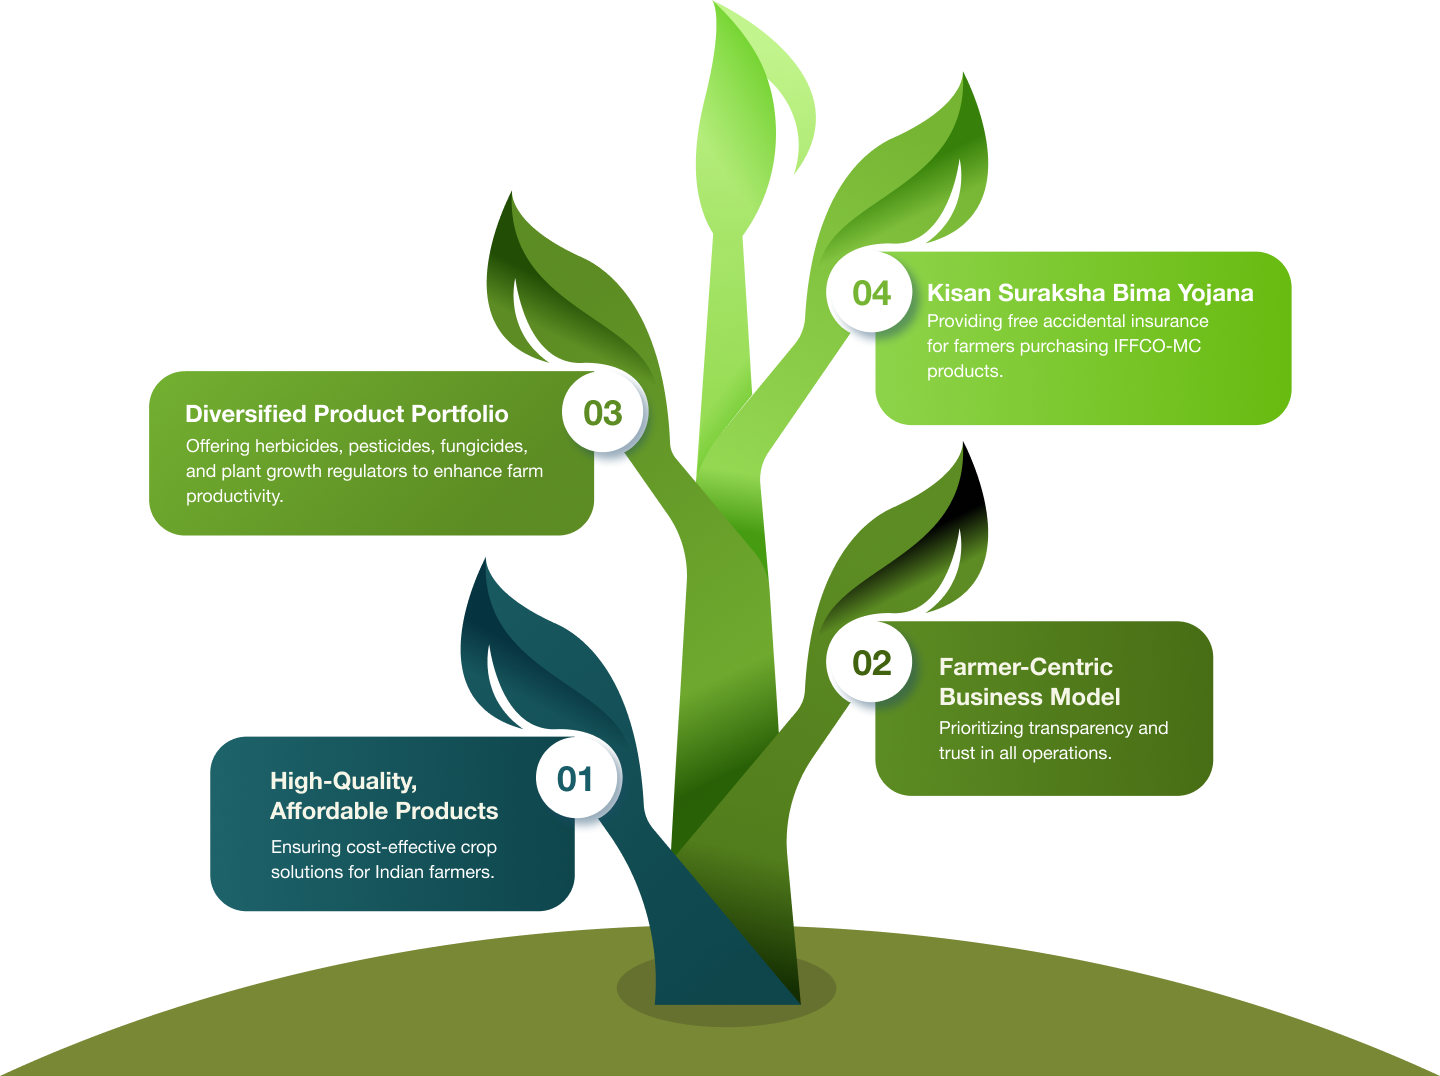 04
Kisan Suraksha Bima Yojana
Providing free accidental insurance
for farmers purchasing IFFCO-MC
products.
03
Diversified Product Portfolio
Offering herbicides, pesticides, fungicides,
and plant growth regulators to enhance farm
productivity.
02
Farmer-Centric
Business Model
Prioritizing transparency and
trust in all operations.
01
High-Quality,
Affordable Products
Ensuring cost-effective crop
solutions for Indian farmers.